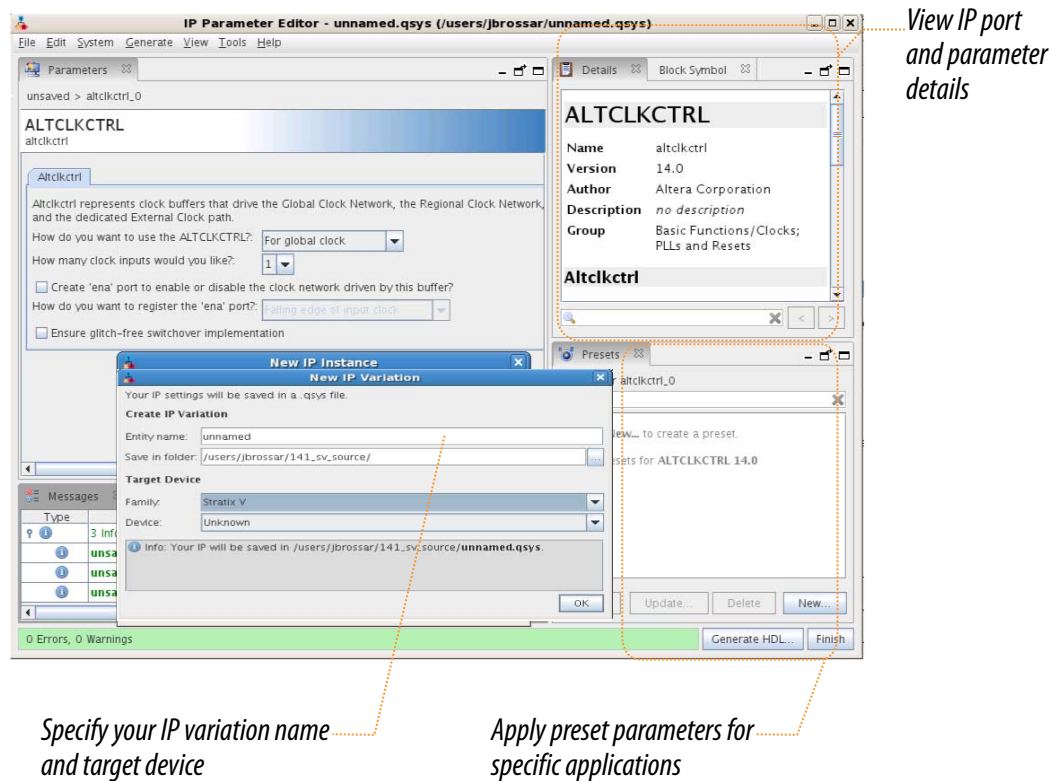 IP Parameter Editor - unnamed.qsys (/users/jbrossar/unnamed.qsys)
File Edit System Generate View Tools Help
Parameters
unsaved > altclkctrl_0
ALTCLKCTRL
altclkctrl
Altclkctrl
Altclkctrl represents clock buffers that drive the Global Clock Network, the Regional Clock Network,
and the dedicated External Clock path.
How do you want to use the ALTCLKCTRL?: For global clock
How many clock inputs would you like?: 1
Create 'ena' port to enable or disable the clock network driven by this buffer?
How do you want to register the 'ena' port?: Falling edge of input clock
Ensure glitch-free switchover implementation
Details Block Symbol
ALTCLKCTRL
Name altclkctrl
Version 14.0
Author Altera Corporation
Description no description
Group Basic Functions/Clocks;
PLLs and Resets
Altclkctrl
< >
View IP port
and parameter
details
New IP Instance
New IP Variation
Your IP settings will be saved in a .qsys file.
Create IP Variation
Entity name: unnamed
Save in folder: /users/jbrossar/141_sv_source/ ...
Target Device
Family: Stratix V
Device: Unknown
Info: Your IP will be saved in /users/jbrossar/141_sv_source/unnamed.qsys.
OK
Presets
altclkctrl_0
New... to create a preset.
esets for ALTCLKCTRL 14.0
Update... Delete New...
Messages
Type
3 Info
unsa
unsa
unsa
0 Errors, 0 Warnings
Generate HDL... Finish
Specify your IP variation name
and target device
Apply preset parameters for
specific applications